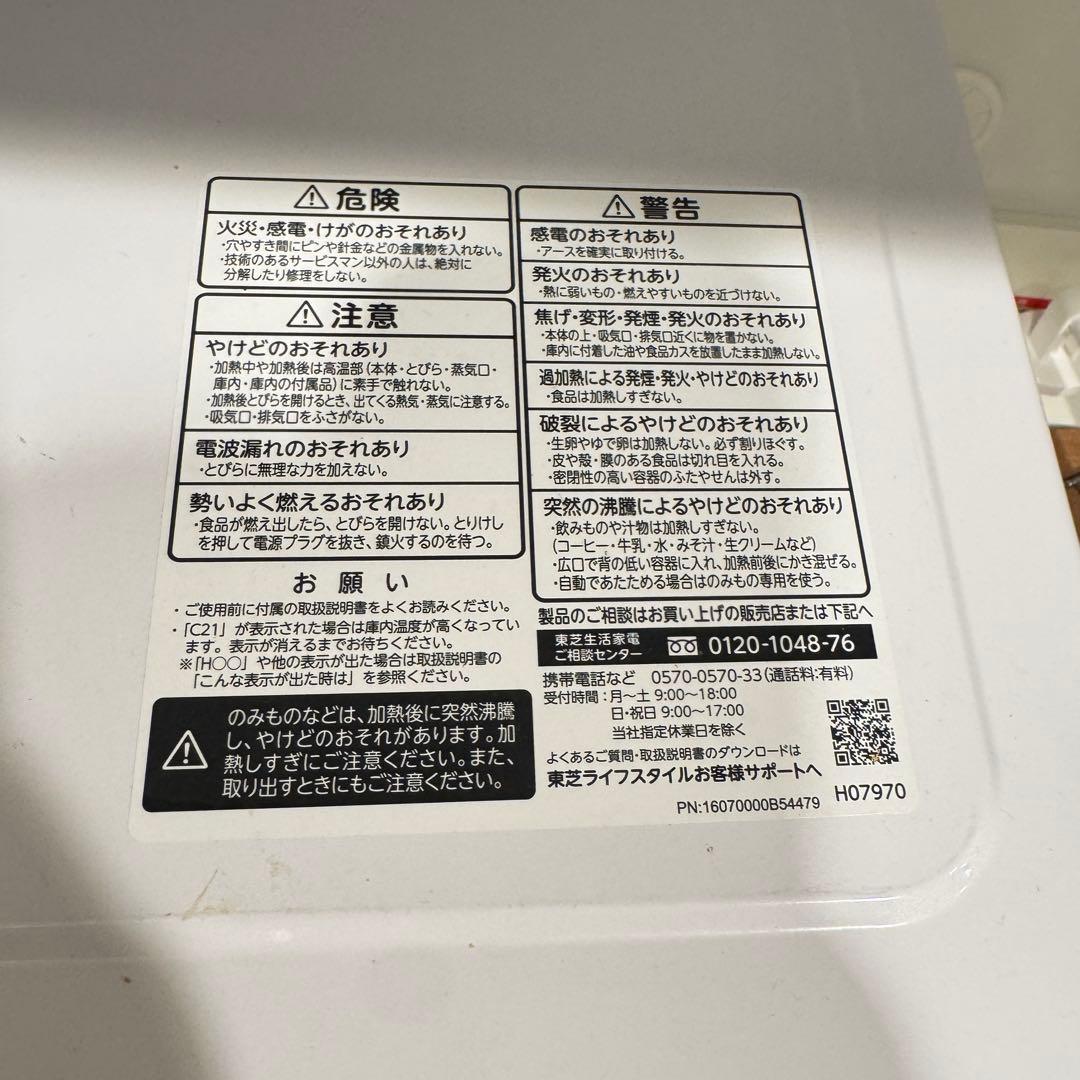 危険
火災・感電・けがのおそれあり
・穴やすき間にピンや針金などの金属物を入れない。
・技術のあるサービスマン以外の人は、絶対に
分解したり修理をしない。
注意
やけどのおそれあり
・加熱中や加熱後は高温部（本体・とびら・蒸気口・
庫内・庫内の付属品）に素手で触れない。
・加熱後とびらを開けるとき、出てくる熱気・蒸気に注意する。
・吸気口・排気口をふさがない。
電波漏れのおそれあり
・とびらに無理な力を加えない。
勢いよく燃えるおそれあり
・食品が燃え出したら、とびらを開けない。とりけし
を押して電源プラグを抜き、鎮火するのを待つ。
お願い
・ご使用前に付属の取扱説明書をよくお読みください。
・「C21」が表示された場合は庫内温度が高くなってい
ます。表示が消えるまでお待ちください。
※「H○○」や他の表示が出た場合は取扱説明書の
「こんな表示が出た時は」を参照ください。
のみものなどは、加熱後に突然沸騰
し、やけどのおそれがあります。加
熱しすぎにご注意ください。また、
取り出すときにもご注意ください。
警告
感電のおそれあり
・アースを確実に取り付ける。
発火のおそれあり
・熱に弱いもの・燃えやすいものを近づけない。
焦げ・変形・発煙・発火のおそれあり
・本体の上・吸気口・排気口近くに物を置かない。
・庫内に付着した油や食品カスを放置したまま加熱しない。
過加熱による発煙・発火・やけどのおそれあり
・食品は加熱しすぎない。
破裂によるやけどのおそれあり
・生卵やゆで卵は加熱しない。必ず割りほぐす。
・皮や殻・膜のある食品は切れ目を入れる。
・密閉性の高い容器のふたやせんは外す。
突然の沸騰によるやけどのおそれあり
・飲みものや汁物は加熱しすぎない。
（コーヒー・牛乳・水・みそ汁・生クリームなど）
・広口で背の低い容器に入れ、加熱前後にかき混ぜる。
・自動であたためる場合はのみもの専用を使う。
製品のご相談はお買い上げの販売店または下記へ
東芝生活家電
ご相談センター 0120-1048-76
携帯電話など 0570-0570-33（通話料：有料）
受付時間：月～土 9:00～18:00
日・祝日 9:00～17:00
当社指定休業日を除く
よくあるご質問・取扱説明書のダウンロードは
東芝ライフスタイルお客様サポートへ
PN:16070000B54479 H07970